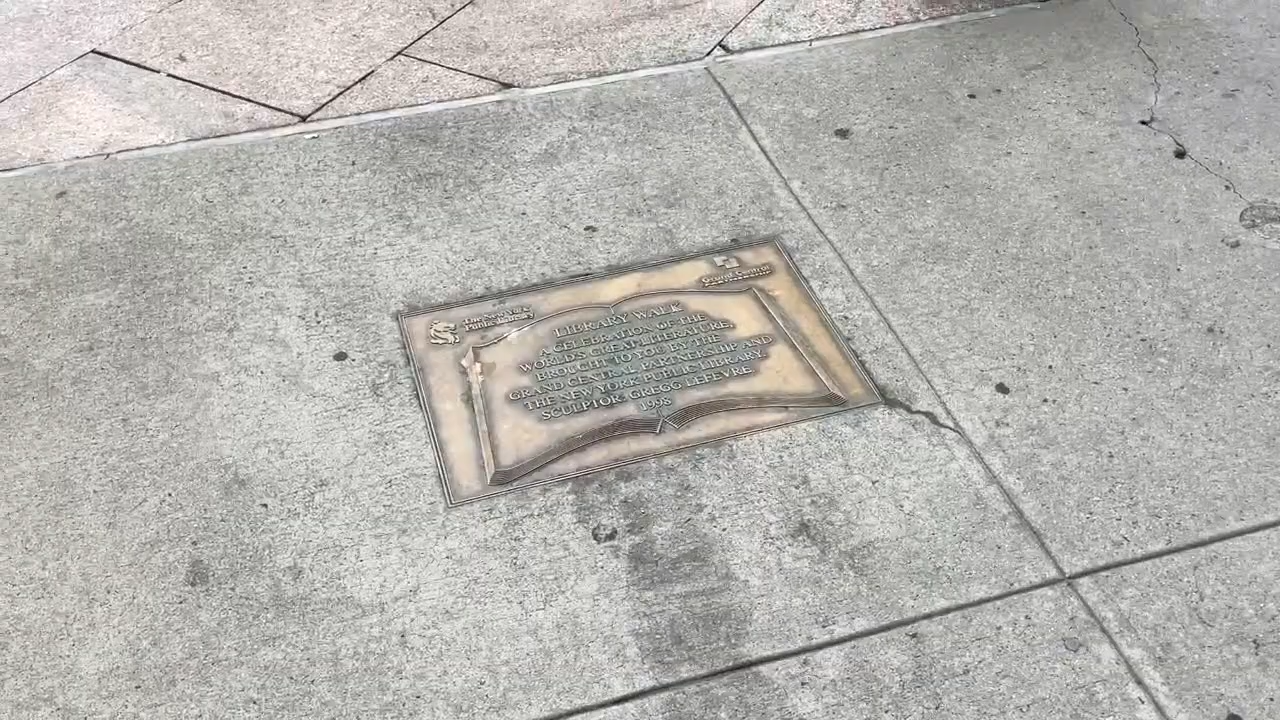 The New York
Public Library
Grand Central
Partnership
LIBRARY WALK
A CELEBRATION OF THE
WORLD'S GREAT LITERATURE,
BROUGHT TO YOU BY THE
GRAND CENTRAL PARTNERSHIP AND
THE NEW YORK PUBLIC LIBRARY.
SCULPTOR: GREGG LEFEVRE
1998